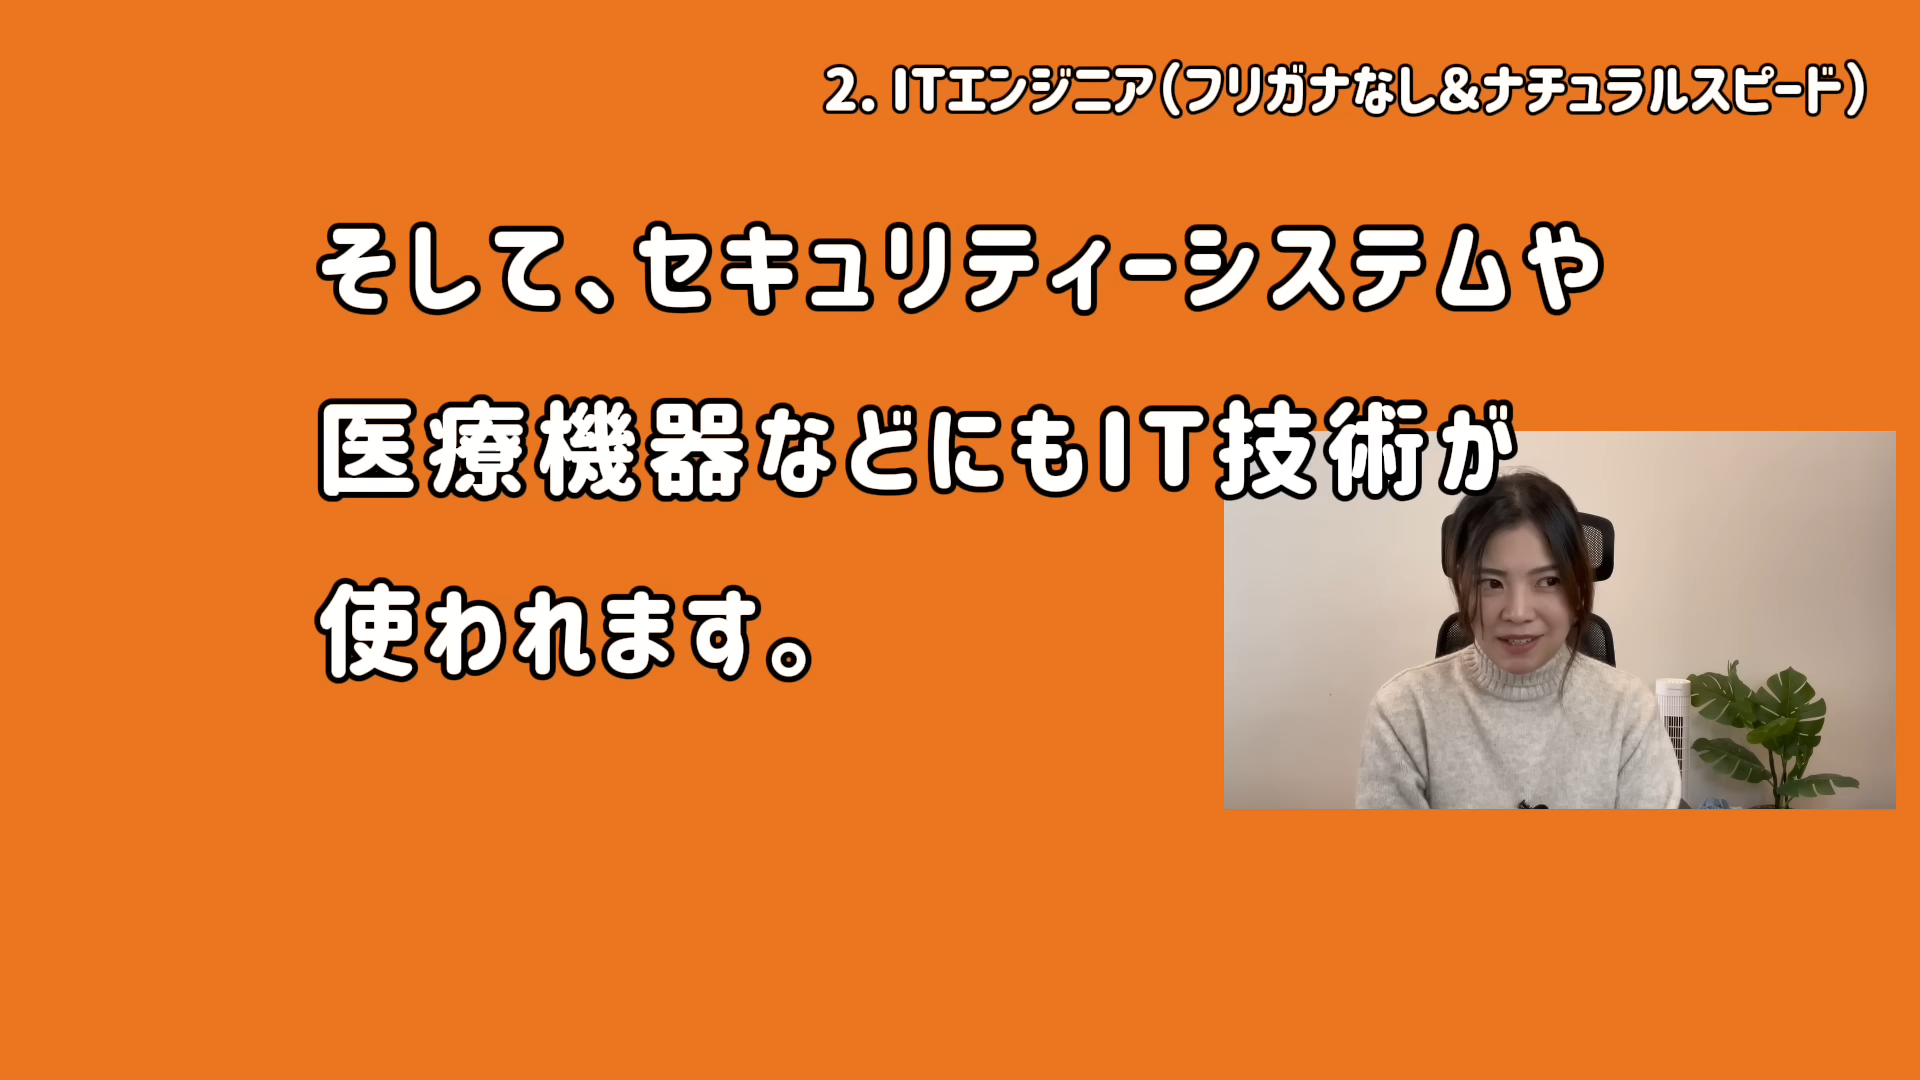 2. ITエンジニア(フリガナなし&ナチュラルスピード)
そして、セキュリティーシステムや
医療機器などにもIT技術が
使われます。